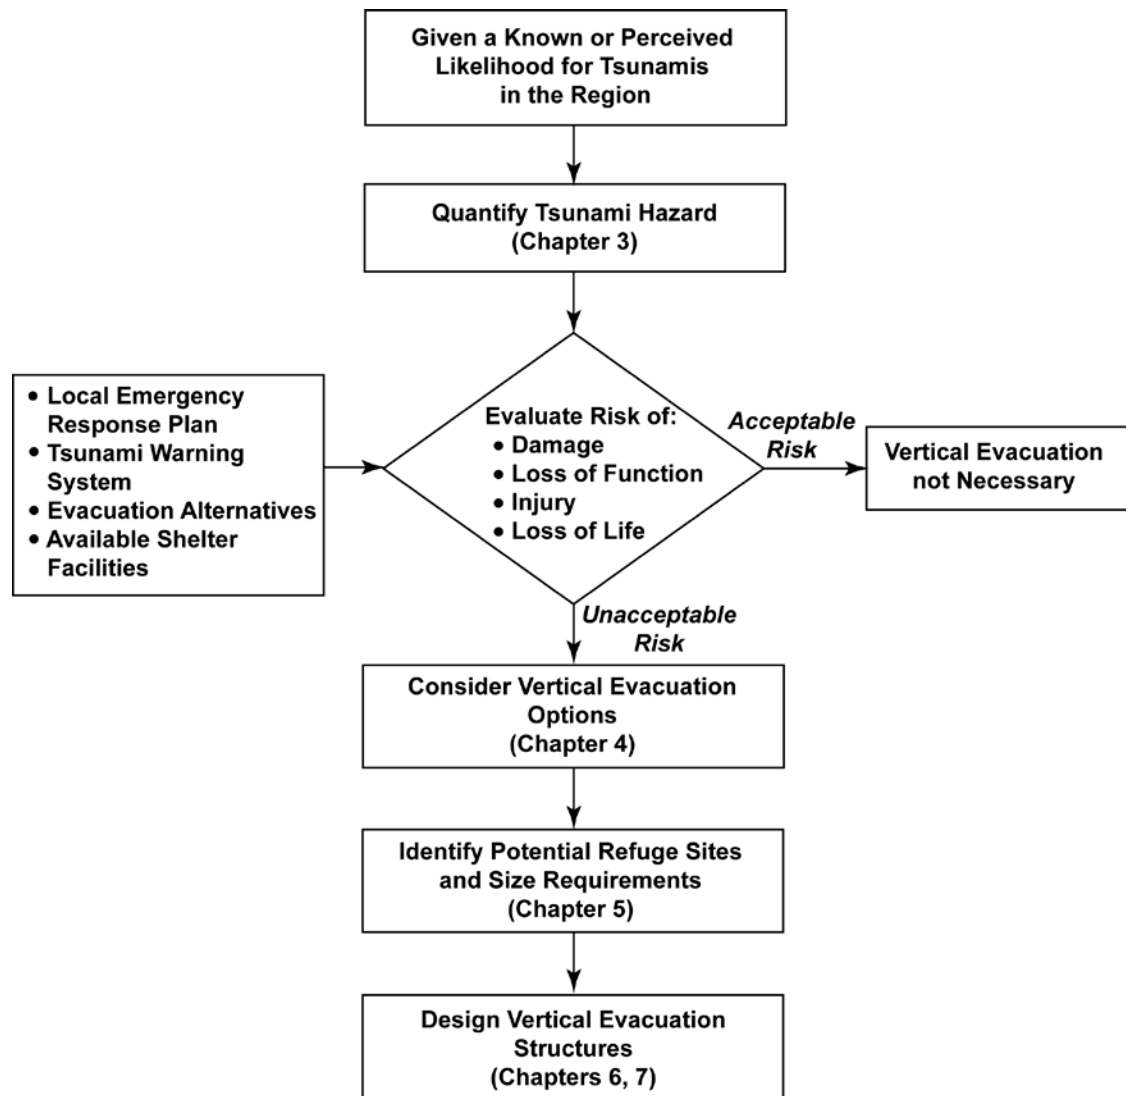 Given a Known or Perceived
Likelihood for Tsunamis
in the Region
Quantify Tsunami Hazard
(Chapter 3)
• Local Emergency
Response Plan
• Tsunami Warning
System
• Evacuation Alternatives
• Available Shelter
Facilities
Evaluate Risk of:
• Damage
• Loss of Function
• Injury
• Loss of Life
Acceptable
Risk
Vertical Evacuation
not Necessary
Unacceptable
Risk
Consider Vertical Evacuation
Options
(Chapter 4)
Identify Potential Refuge Sites
and Size Requirements
(Chapter 5)
Design Vertical Evacuation
Structures
(Chapters 6, 7)